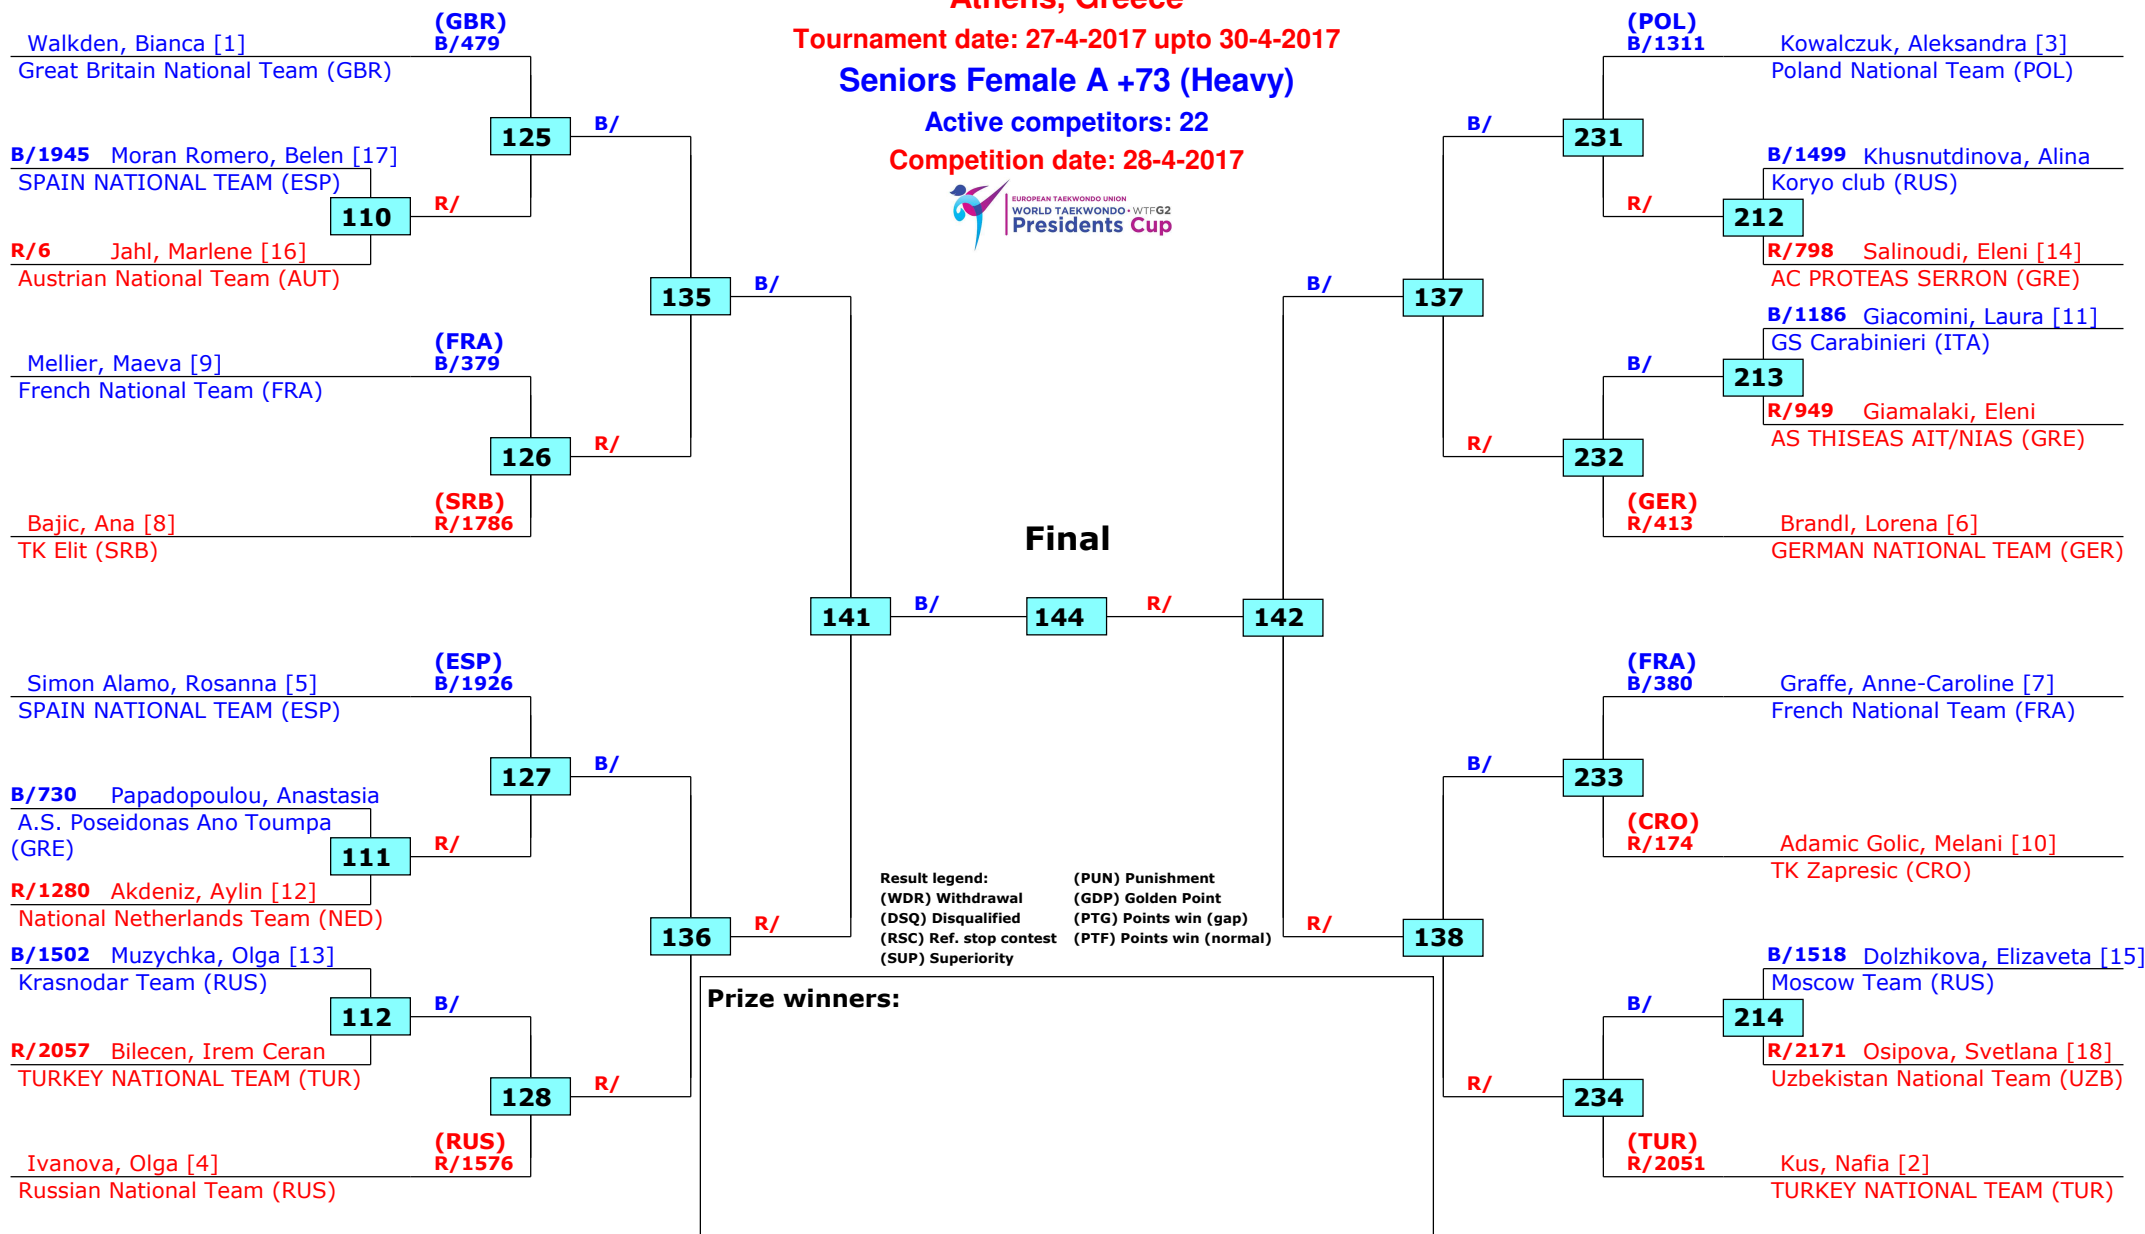 Athens, Greece
Tournament date: 27-4-2017 upto 30-4-2017
Seniors Female A +73 (Heavy)
Active competitors: 22
Competition date: 28-4-2017
EUROPEAN TAEKWONDO UNION
WORLD TAEKWONDO • WTFG2
Presidents Cup
(GBR)
Walkden, Bianca [1] B/479
Great Britain National Team (GBR)
125
B/
B/1945 Moran Romero, Belen [17]
SPAIN NATIONAL TEAM (ESP)
110
R/
R/6 Jahl, Marlene [16]
Austrian National Team (AUT)
135
B/
(FRA)
Mellier, Maeva [9] B/379
French National Team (FRA)
126
R/
(SRB)
Bajic, Ana [8] R/1786
TK Elit (SRB)
141
B/
(ESP)
Simon Alamo, Rosanna [5] B/1926
SPAIN NATIONAL TEAM (ESP)
127
B/
B/730 Papadopoulou, Anastasia
A.S. Poseidonas Ano Toumpa
(GRE)
111
R/
R/1280 Akdeniz, Aylin [12]
National Netherlands Team (NED)
136
R/
B/1502 Muzychka, Olga [13]
Krasnodar Team (RUS)
112
B/
R/2057 Bilecen, Irem Ceran
TURKEY NATIONAL TEAM (TUR)
128
R/
(RUS)
Ivanova, Olga [4] R/1576
Russian National Team (RUS)
Final
144
R/
142
(POL)
B/1311 Kowalczuk, Aleksandra [3]
Poland National Team (POL)
B/
231
B/1499 Khusnutdinova, Alina
Koryo club (RUS)
R/
212
R/798 Salinoudi, Eleni [14]
AC PROTEAS SERRON (GRE)
B/
137
B/1186 Giacomini, Laura [11]
GS Carabinieri (ITA)
B/
213
R/949 Giamalaki, Eleni
AS THISEAS AIT/NIAS (GRE)
R/
232
(GER)
R/413 Brandl, Lorena [6]
GERMAN NATIONAL TEAM (GER)
(FRA)
B/380 Graffe, Anne-Caroline [7]
French National Team (FRA)
B/
233
(CRO)
R/174 Adamic Golic, Melani [10]
TK Zapresic (CRO)
R/
138
B/1518 Dolzhikova, Elizaveta [15]
Moscow Team (RUS)
B/
214
R/2171 Osipova, Svetlana [18]
Uzbekistan National Team (UZB)
R/
234
(TUR)
R/2051 Kus, Nafia [2]
TURKEY NATIONAL TEAM (TUR)
Result legend: (PUN) Punishment
(WDR) Withdrawal (GDP) Golden Point
(DSQ) Disqualified (PTG) Points win (gap)
(RSC) Ref. stop contest (PTF) Points win (normal)
(SUP) Superiority
Prize winners: